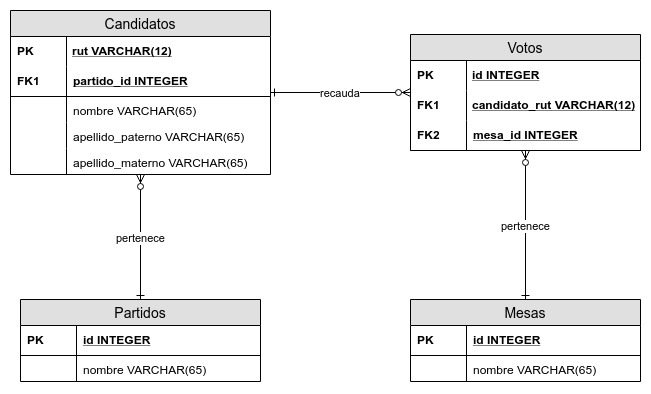 Candidatos
PK rut VARCHAR(12)
FK1 partido_id INTEGER
nombre VARCHAR(65)
apellido_paterno VARCHAR(65)
apellido_materno VARCHAR(65)
recauda
Votos
PK id INTEGER
FK1 candidato_rut VARCHAR(12)
FK2 mesa_id INTEGER
pertenece
pertenece
Partidos
PK id INTEGER
nombre VARCHAR(65)
Mesas
PK id INTEGER
nombre VARCHAR(65)